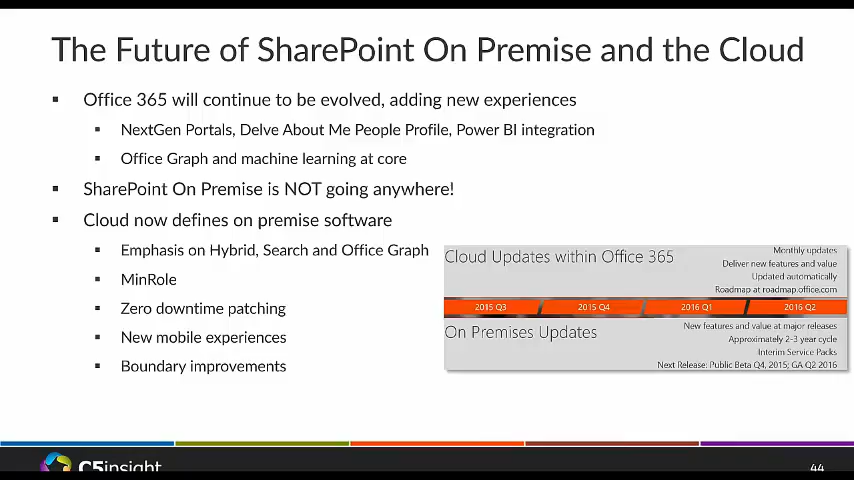 The Future of SharePoint On Premise and the Cloud
▪ Office 365 will continue to be evolved, adding new experiences
▪ NextGen Portals, Delve About Me People Profile, Power BI integration
▪ Office Graph and machine learning at core
▪ SharePoint On Premise is NOT going anywhere!
▪ Cloud now defines on premise software
▪ Emphasis on Hybrid, Search and Office Graph
▪ MinRole
▪ Zero downtime patching
▪ New mobile experiences
▪ Boundary improvements
Cloud Updates within Office 365
Monthly updates
Deliver new features and value
Updated automatically
Roadmap at roadmap.office.com
2015 Q3 2015 Q4 2016 Q1 2016 Q2
On Premises Updates
New features and value at major releases
Approximately 2-3 year cycle
Interim Service Packs
Next Release: Public Beta Q4, 2015; GA Q2 2016
C5insight
44